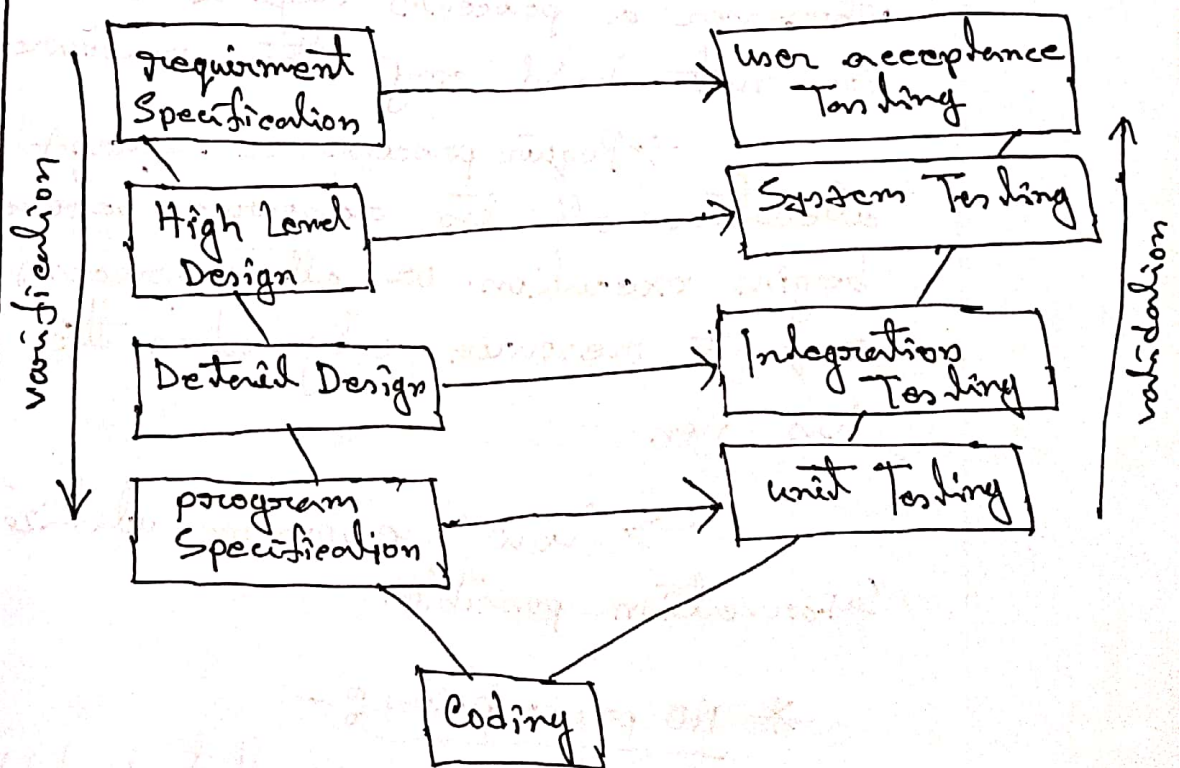 requirment
Specification
user acceptance
Testing
High Level
Design
System Testing
Detail Design
Integration
Testing
program
Specification
unit Testing
Coding
varification
validation